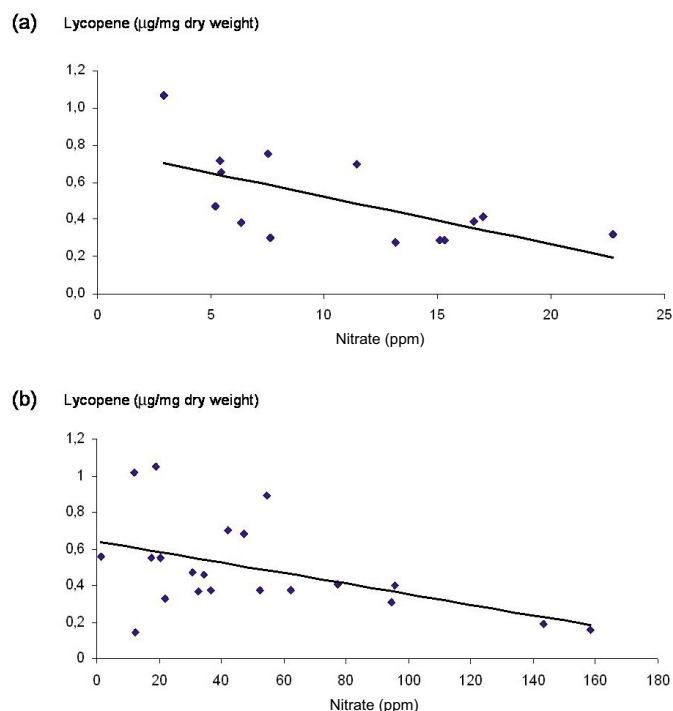 (a) Lycopene (μg/mg dry weight)
1,2
1,0
0,8
0,6
0,4
0,2
0,0
0 5 10 15 20 25
Nitrate (ppm)
(b) Lycopene (μg/mg dry weight)
1,2
1
0,8
0,6
0,4
0,2
0
0 20 40 60 80 100 120 140 160 180
Nitrate (ppm)